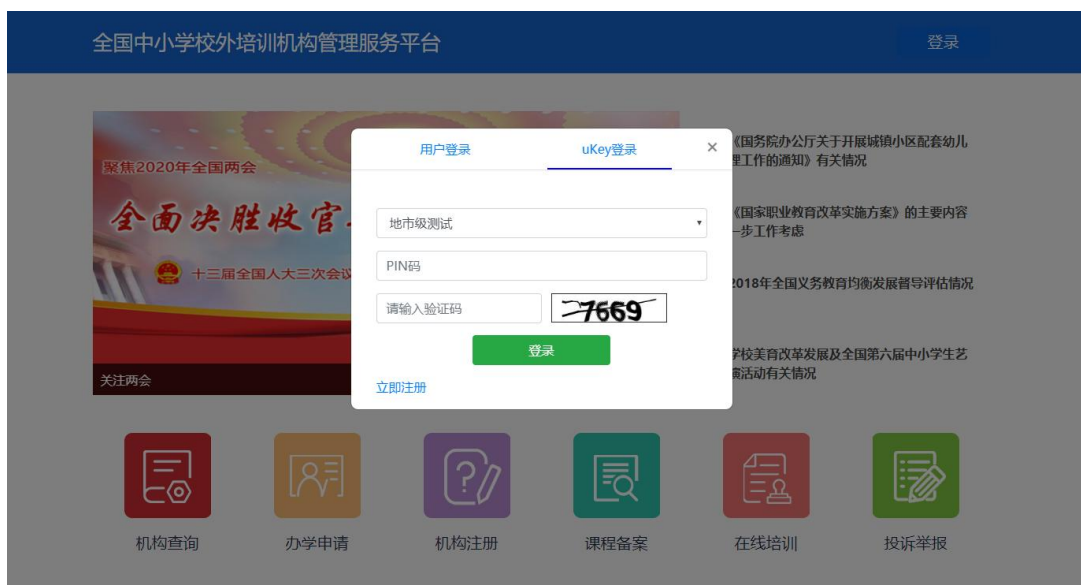 全国中小学校外培训机构管理服务平台
登录
聚焦2020年全国两会
全面决胜收官
十三届全国人大三次会议
关注两会
《国务院办公厅关于开展城镇小区配套幼儿
理工作的通知》有关情况
《国家职业教育改革实施方案》的主要内容
一步工作考虑
2018年全国义务教育均衡发展督导评估情况
学校美育改革发展及全国第六届中小学生艺
演活动有关情况
用户登录
uKey登录
×
地市级测试
PIN码
请输入验证码
7669
登录
立即注册
机构查询
办学申请
机构注册
课程备案
在线培训
投诉举报